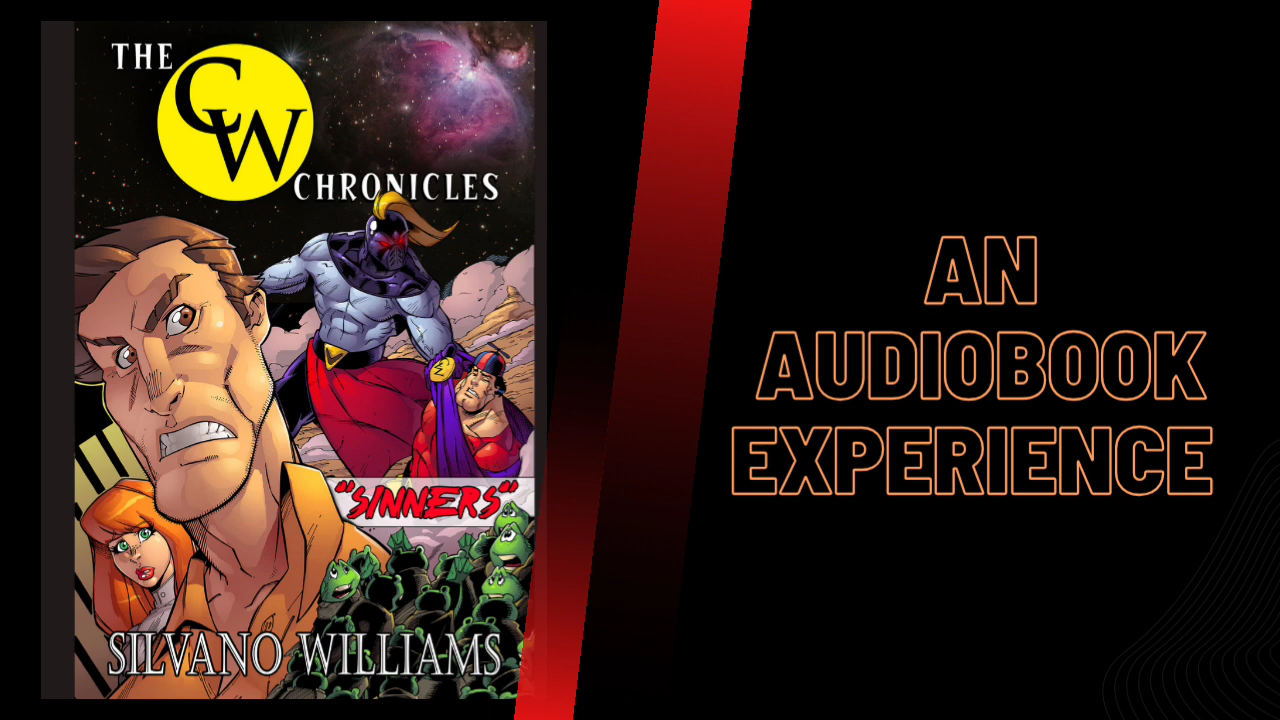 THE
CW
CHRONICLES
"SINNERS"
SILVANO WILLIAMS
AN
AUDIOBOOK
EXPERIENCE